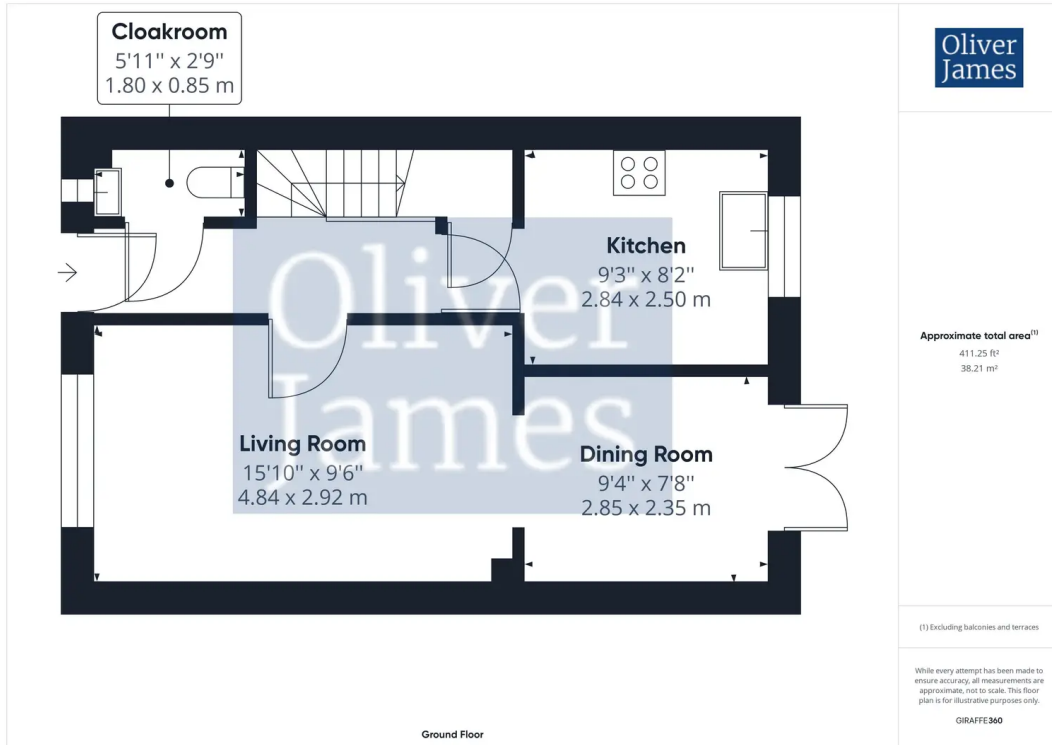 Cloakroom
5'11'' x 2'9''
1.80 x 0.85 m
Oliver
James
Kitchen
9'3'' x 8'2''
2.84 x 2.50 m
Oliver
James
Living Room
15'10'' x 9'6''
4.84 x 2.92 m
Dining Room
9'4'' x 7'8''
2.85 x 2.35 m
Approximate total area(1)
411.25 ft²
38.21 m²
(1) Excluding balconies and terraces
While every attempt has been made to
ensure accuracy, all measurements are
approximate, not to scale. This floor
plan is for illustrative purposes only.
GIRAFFE360
Ground Floor